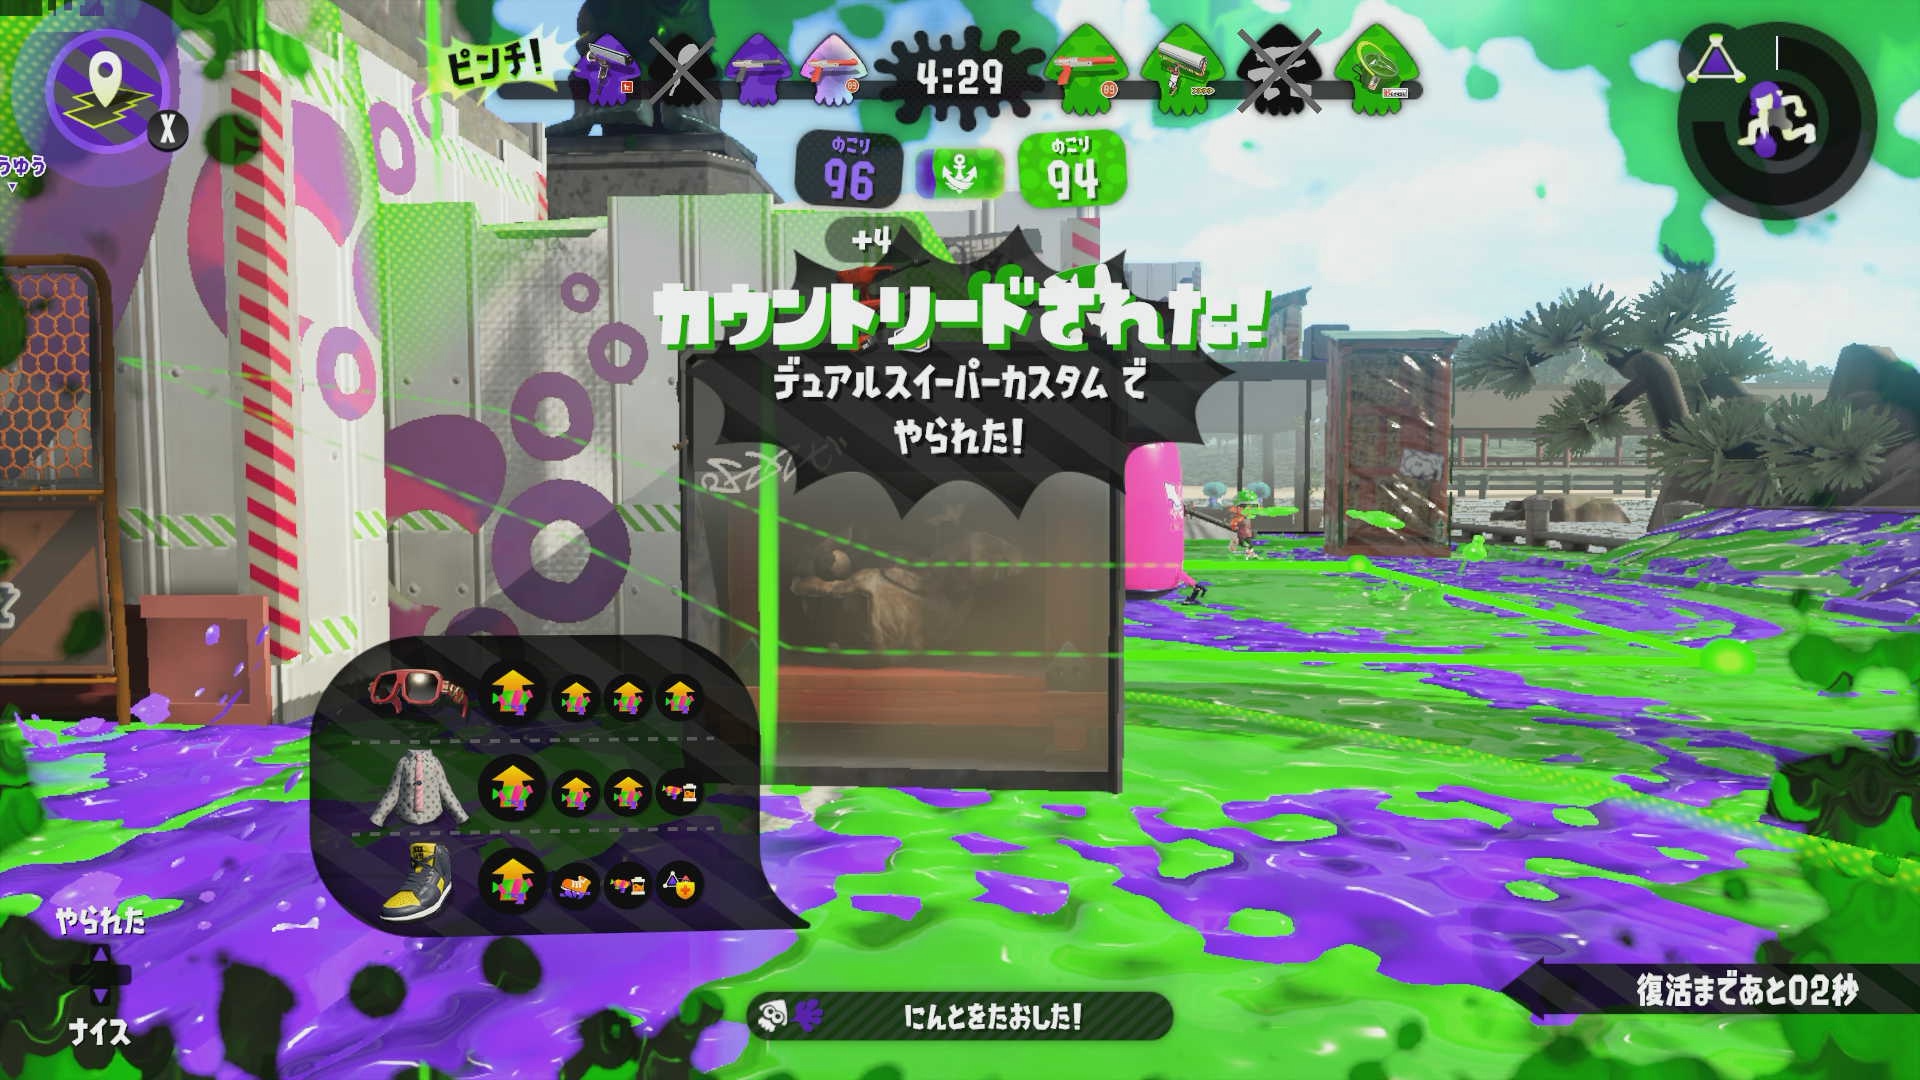 ピンチ!
4:29
X
のこり
96
のこり
94
+4
うゆう
カウントリードされた!
デュアルスイーパーカスタム で
やられた!
やられた
ナイス
復活まであと02秒
にんとをたおした!